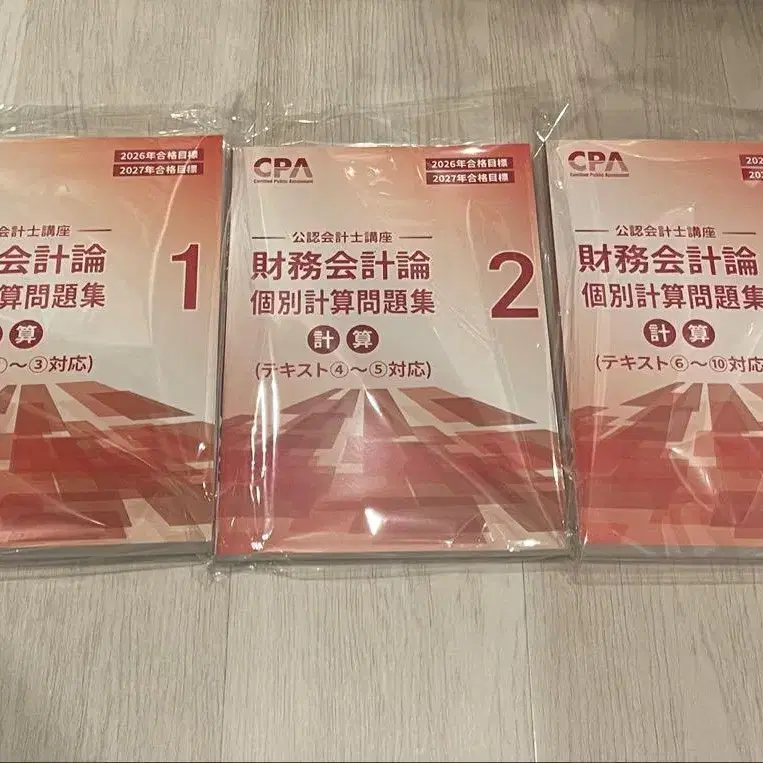 2026年合格目標
2027年合格目標
会計士講座
会計論
算問題集
1
算
~③対応)
CPA
Certified Public Accountant
2026年合格目標
2027年合格目標
公認会計士講座
財務会計論
個別計算問題集
2
計算
(テキスト④~⑤対応)
CPA
Certified Public Accountant
公認会計士講座
財務会計論
個別計算問題集
計算
(テキスト⑥~⑩対応